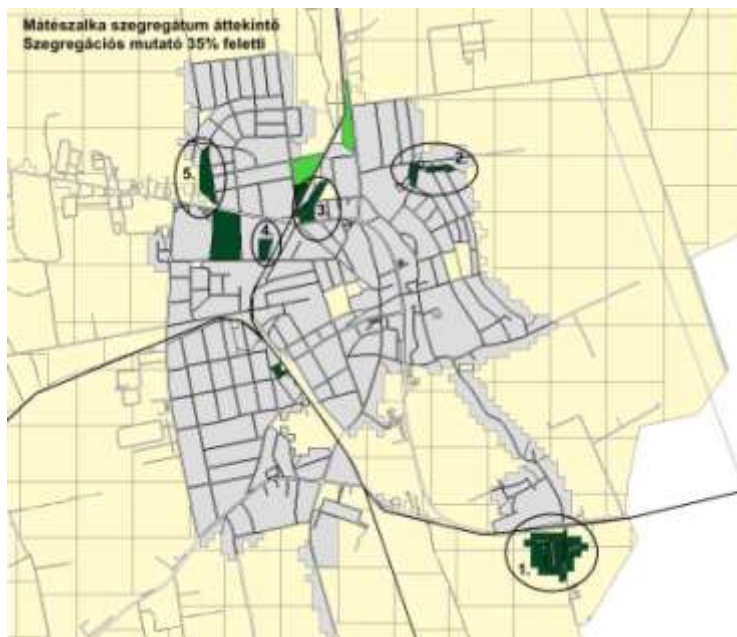 Mátészalka szegregátum áttekintő
Szegregációs mutató 35% feletti
5.
2.
3.
4.
1.